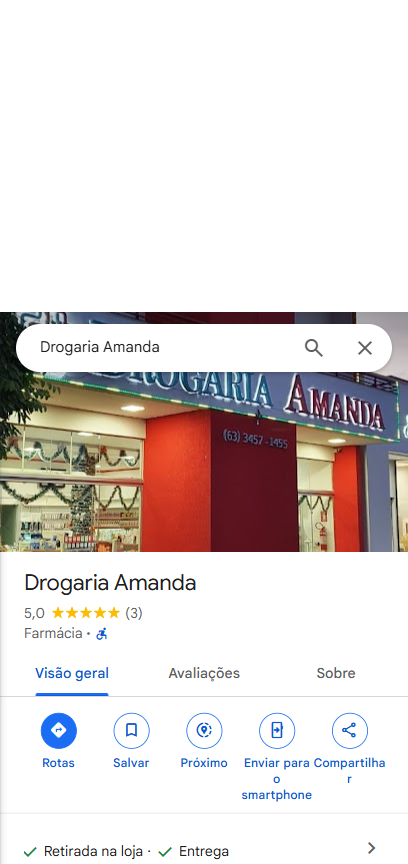 Drogaria Amanda
DROGARIA AMANDA
(63) 3457-1455
Drogaria Amanda
5,0 ★★★★★ (3)
Farmácia ·
Visão geral Avaliações Sobre
Rotas Salvar Próximo Enviar para o smartphone Compartilhar
Retirada na loja · Entrega